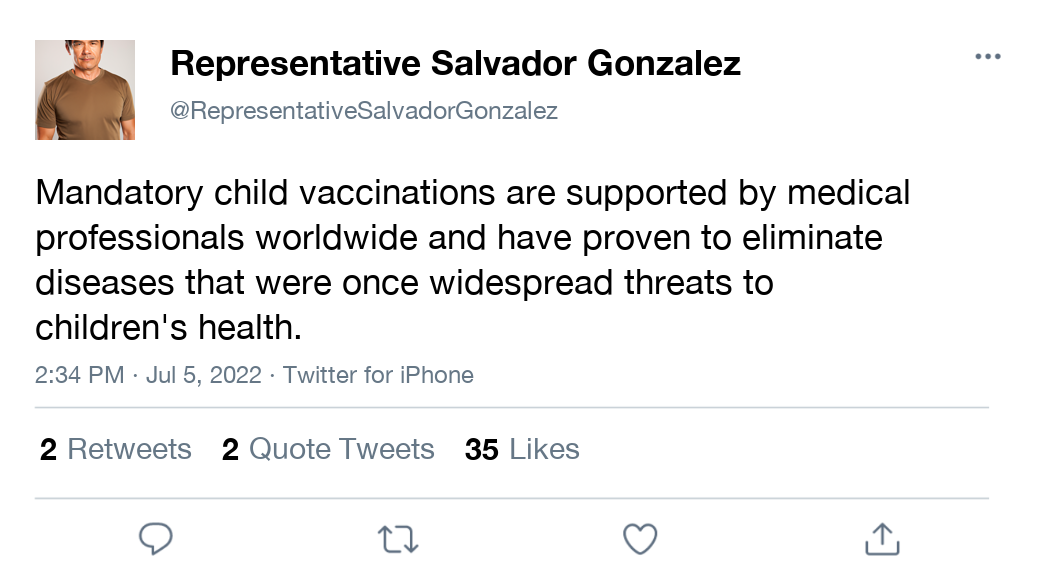 Representative Salvador Gonzalez
@RepresentativeSalvadorGonzalez
Mandatory child vaccinations are supported by medical
professionals worldwide and have proven to eliminate
diseases that were once widespread threats to
children's health.
2:34 PM · Jul 5, 2022 · Twitter for iPhone
2 Retweets 2 Quote Tweets 35 Likes